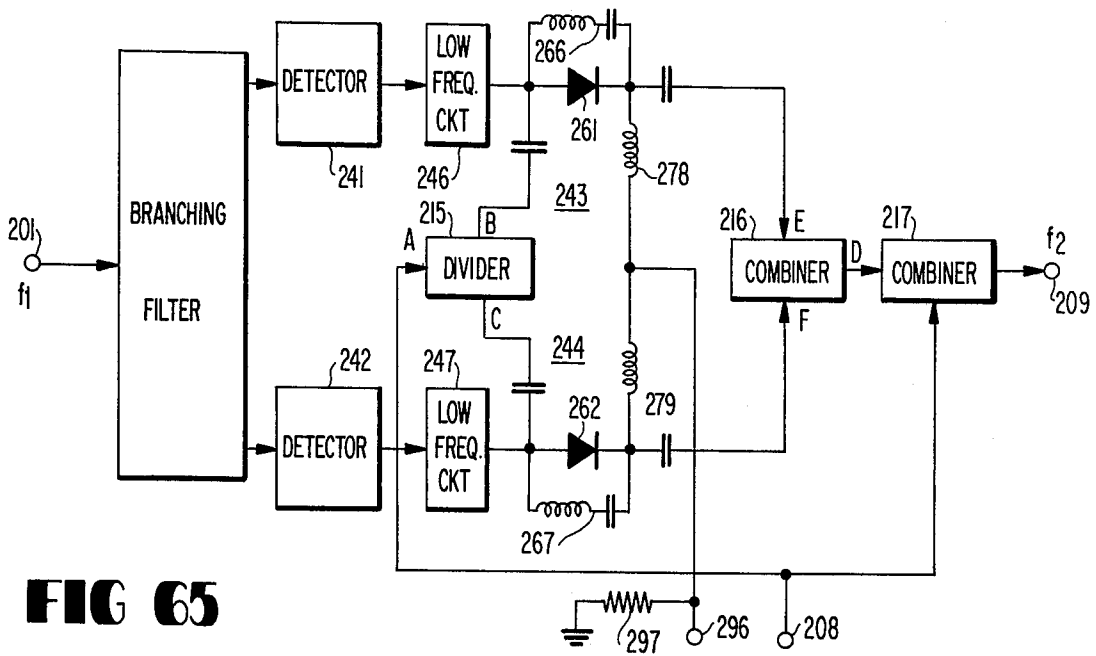 266
LOW
FREQ.
CKT
DETECTOR
261
241
246
278
BRANCHING
FILTER
243
215
B
A
DIVIDER
C
201
f1
216
E
217
COMBINER
D
COMBINER
f2
209
F
244
242
247
262
279
LOW
FREQ.
CKT
DETECTOR
267
FIG 65
297
296
208